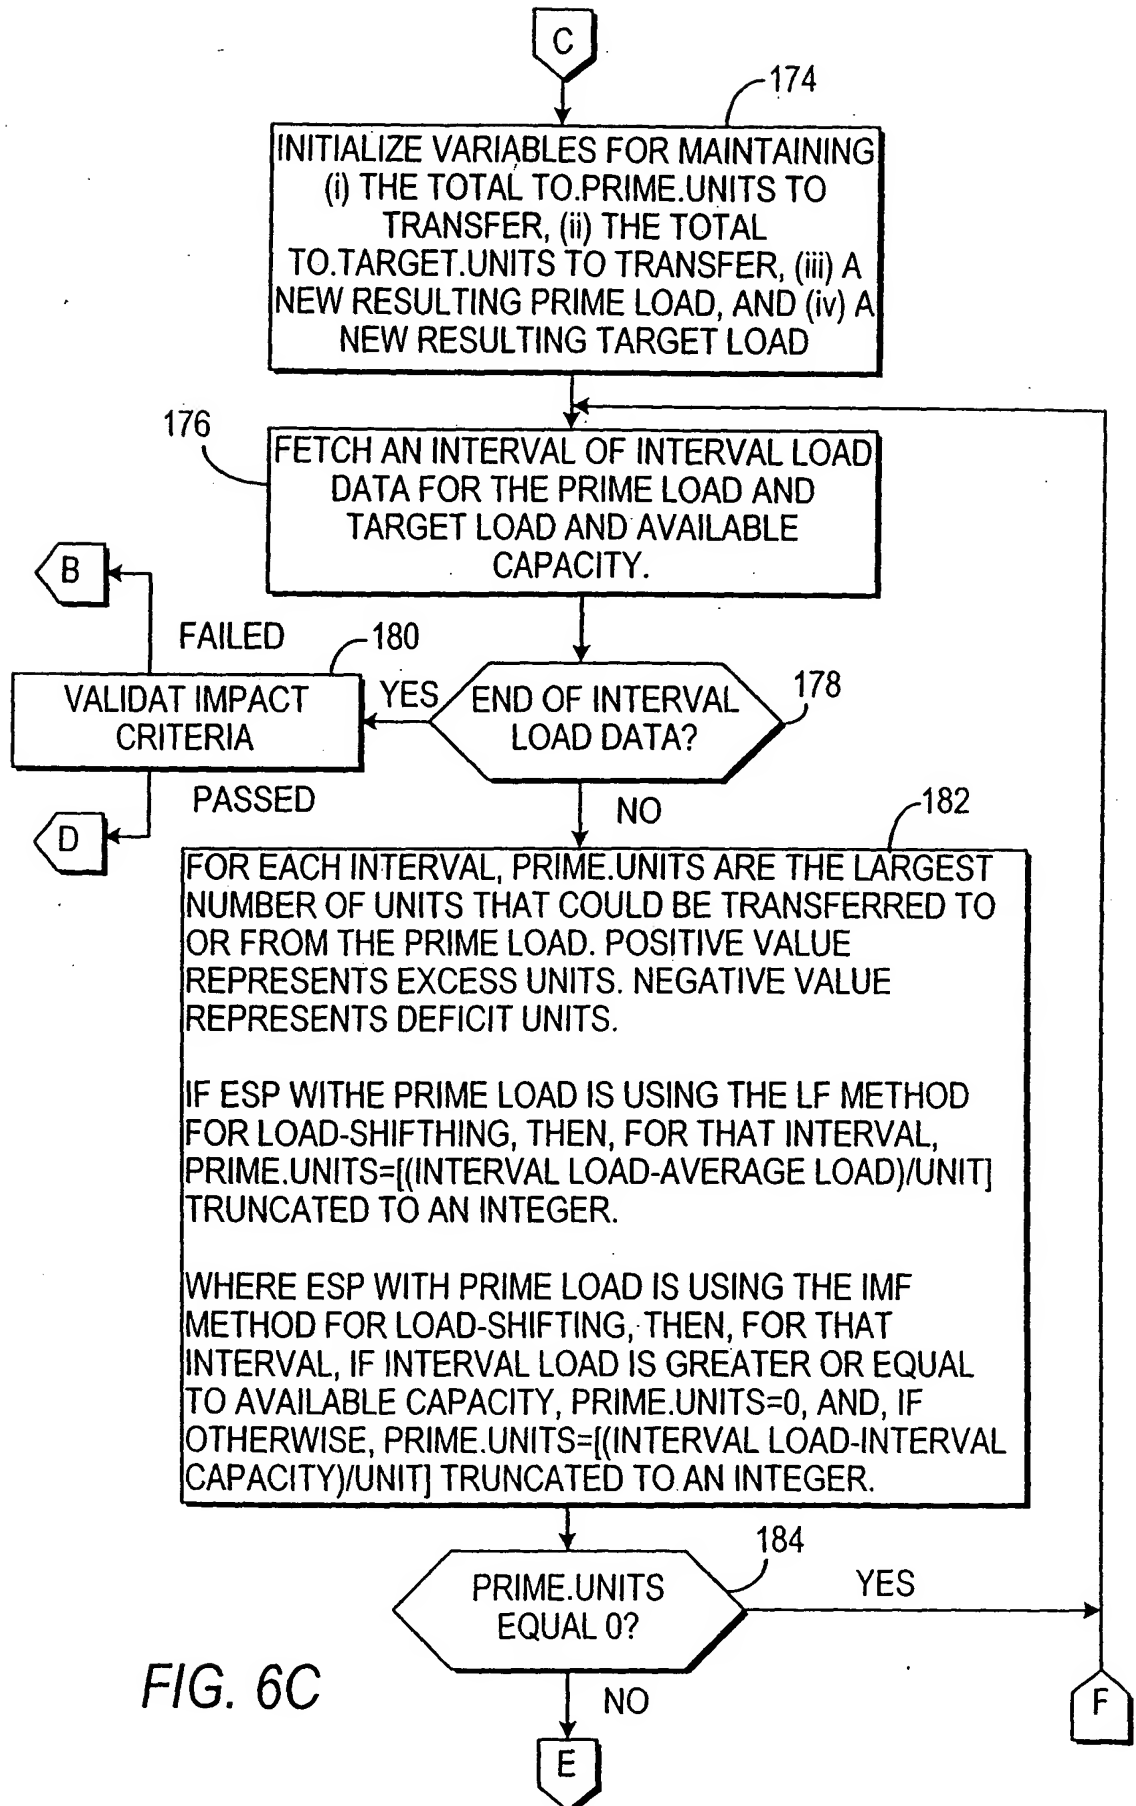 C
174
INITIALIZE VARIABLES FOR MAINTAINING
(i) THE TOTAL TO.PRIME.UNITS TO
TRANSFER, (ii) THE TOTAL
TO.TARGET.UNITS TO TRANSFER, (iii) A
NEW RESULTING PRIME LOAD, AND (iv) A
NEW RESULTING TARGET LOAD
176
FETCH AN INTERVAL OF INTERVAL LOAD
DATA FOR THE PRIME LOAD AND
TARGET LOAD AND AVAILABLE
CAPACITY.
B
FAILED
180
VALIDAT IMPACT
CRITERIA
YES
END OF INTERVAL
LOAD DATA?
178
PASSED
D
NO
182
FOR EACH INTERVAL, PRIME.UNITS ARE THE LARGEST
NUMBER OF UNITS THAT COULD BE TRANSFERRED TO
OR FROM THE PRIME LOAD. POSITIVE VALUE
REPRESENTS EXCESS UNITS. NEGATIVE VALUE
REPRESENTS DEFICIT UNITS.
IF ESP WITHE PRIME LOAD IS USING THE LF METHOD
FOR LOAD-SHIFTHING, THEN, FOR THAT INTERVAL,
PRIME.UNITS=[(INTERVAL LOAD-AVERAGE LOAD)/UNIT]
TRUNCATED TO AN INTEGER.
WHERE ESP WITH PRIME LOAD IS USING THE IMF
METHOD FOR LOAD-SHIFTING, THEN, FOR THAT
INTERVAL, IF INTERVAL LOAD IS GREATER OR EQUAL
TO AVAILABLE CAPACITY, PRIME.UNITS=0, AND, IF
OTHERWISE, PRIME.UNITS=[(INTERVAL LOAD-INTERVAL
CAPACITY)/UNIT] TRUNCATED TO AN INTEGER.
184
PRIME.UNITS
EQUAL 0?
YES
NO
F
E
FIG. 6C